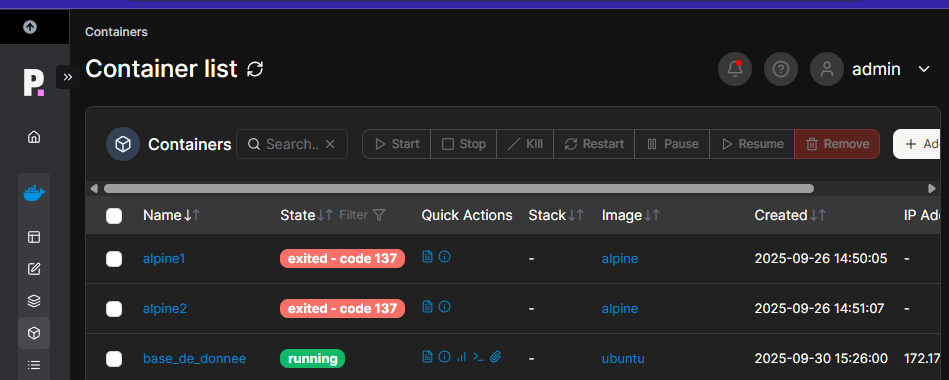 Containers
Container list
admin
P.
Containers Search.. Start Stop Kill Restart Pause Resume Remove Ad
Name State Filter Quick Actions Stack Image Created IP Ad
alpine1 exited - code 137 - alpine 2025-09-26 14:50:05 -
alpine2 exited - code 137 - alpine 2025-09-26 14:51:07 -
base_de_donnee running - ubuntu 2025-09-30 15:26:00 172.17